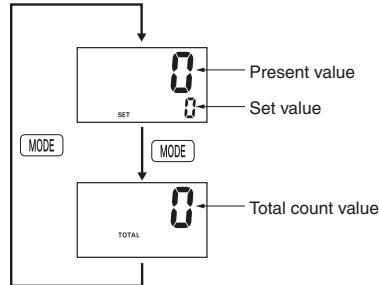 0
Present value
SET 0
Set value
MODE
MODE
0
Total count value
TOTAL